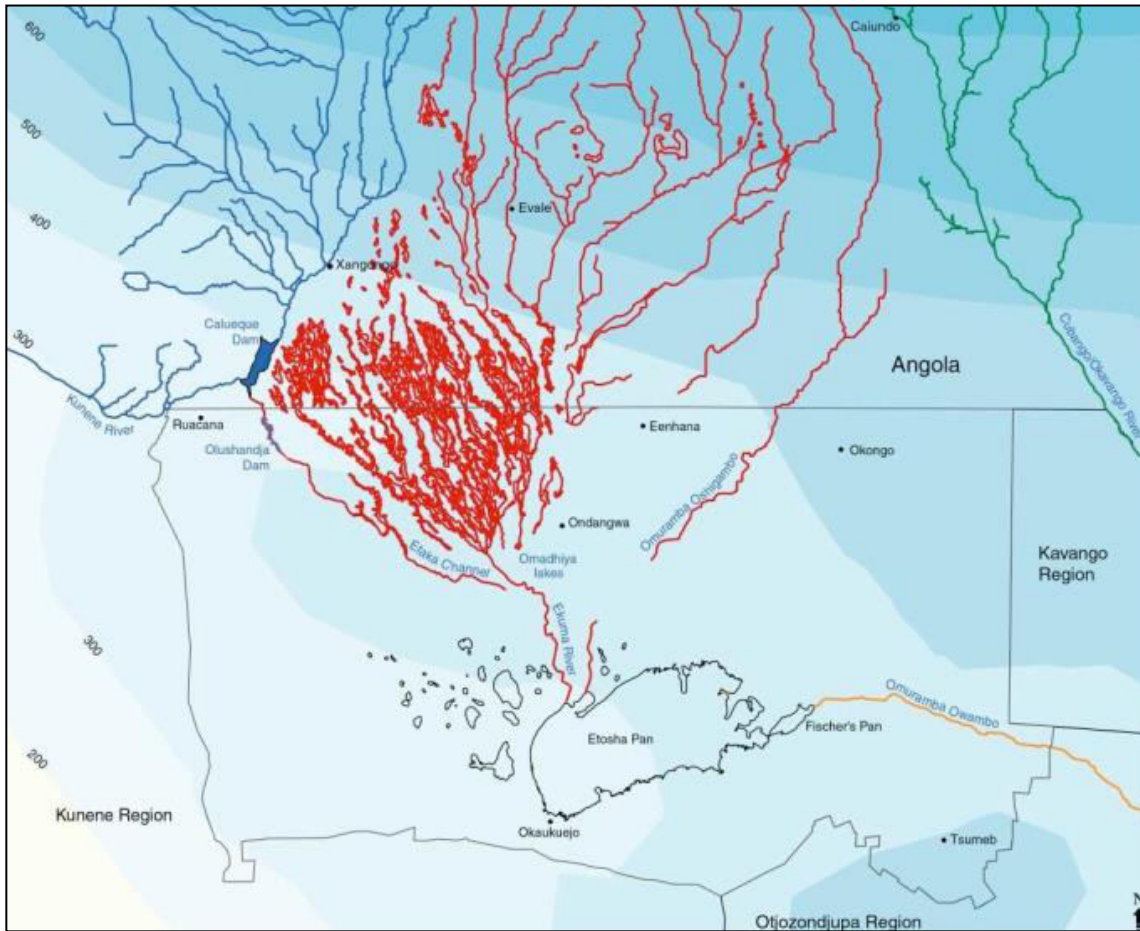 600
Caiundo
500
Evale
400
Xangongo
Calueque
Dam
300
Angola
Cubango/Okavango River
Kunene River
Ruacana
Eenhana
Okongo
Olushandja
Dam
Ondangwa
Omuramba Oshigambo
Etaka Channel
Omadhiya
lakes
Kavango
Region
Ekuma River
300
Omuramba Owambo
Etosha Pan
Fischer's Pan
200
Kunene Region
Okaukuejo
Tsumeb
Otjozondjupa Region
N